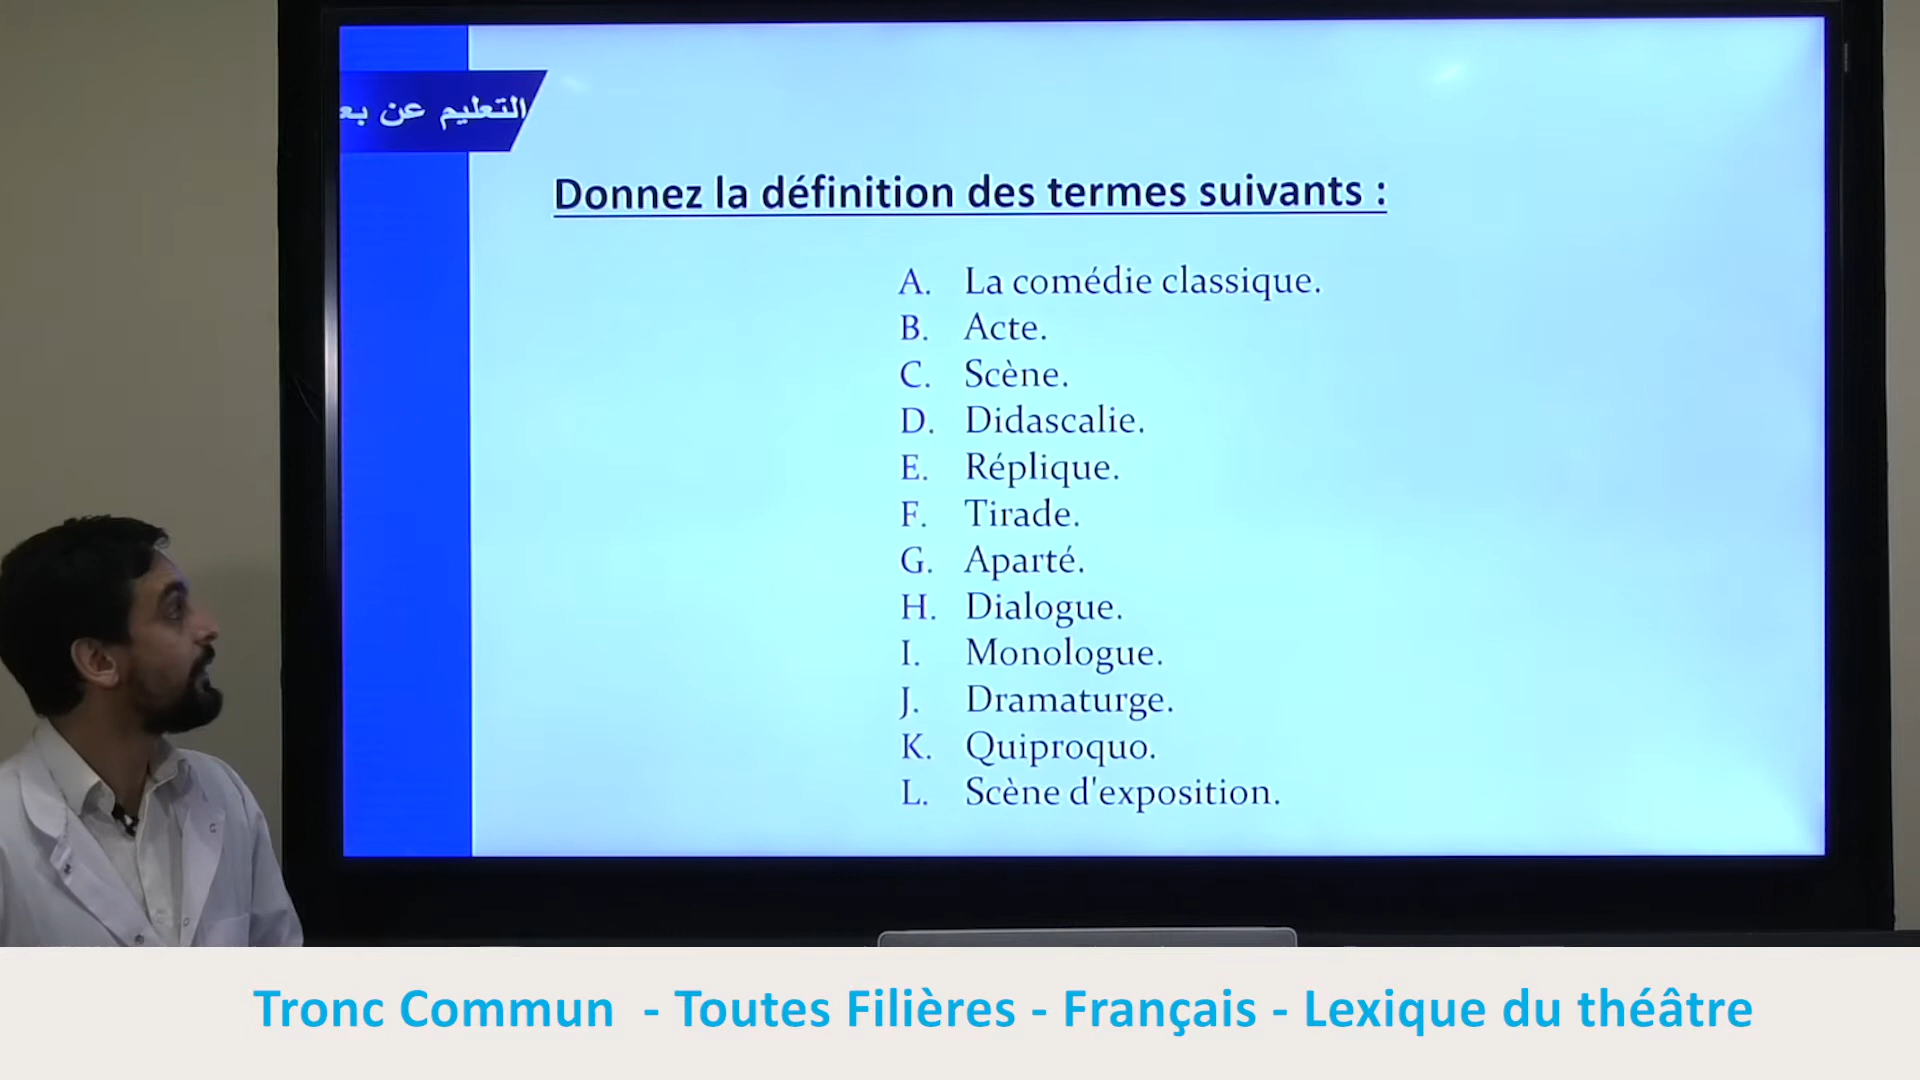 التعليم عن بع
Donnez la définition des termes suivants :
A. La comédie classique.
B. Acte.
C. Scène.
D. Didascalie.
E. Réplique.
F. Tirade.
G. Aparté.
H. Dialogue.
I. Monologue.
J. Dramaturge.
K. Quiproquo.
L. Scène d'exposition.
Tronc Commun - Toutes Filières - Français - Lexique du théâtre